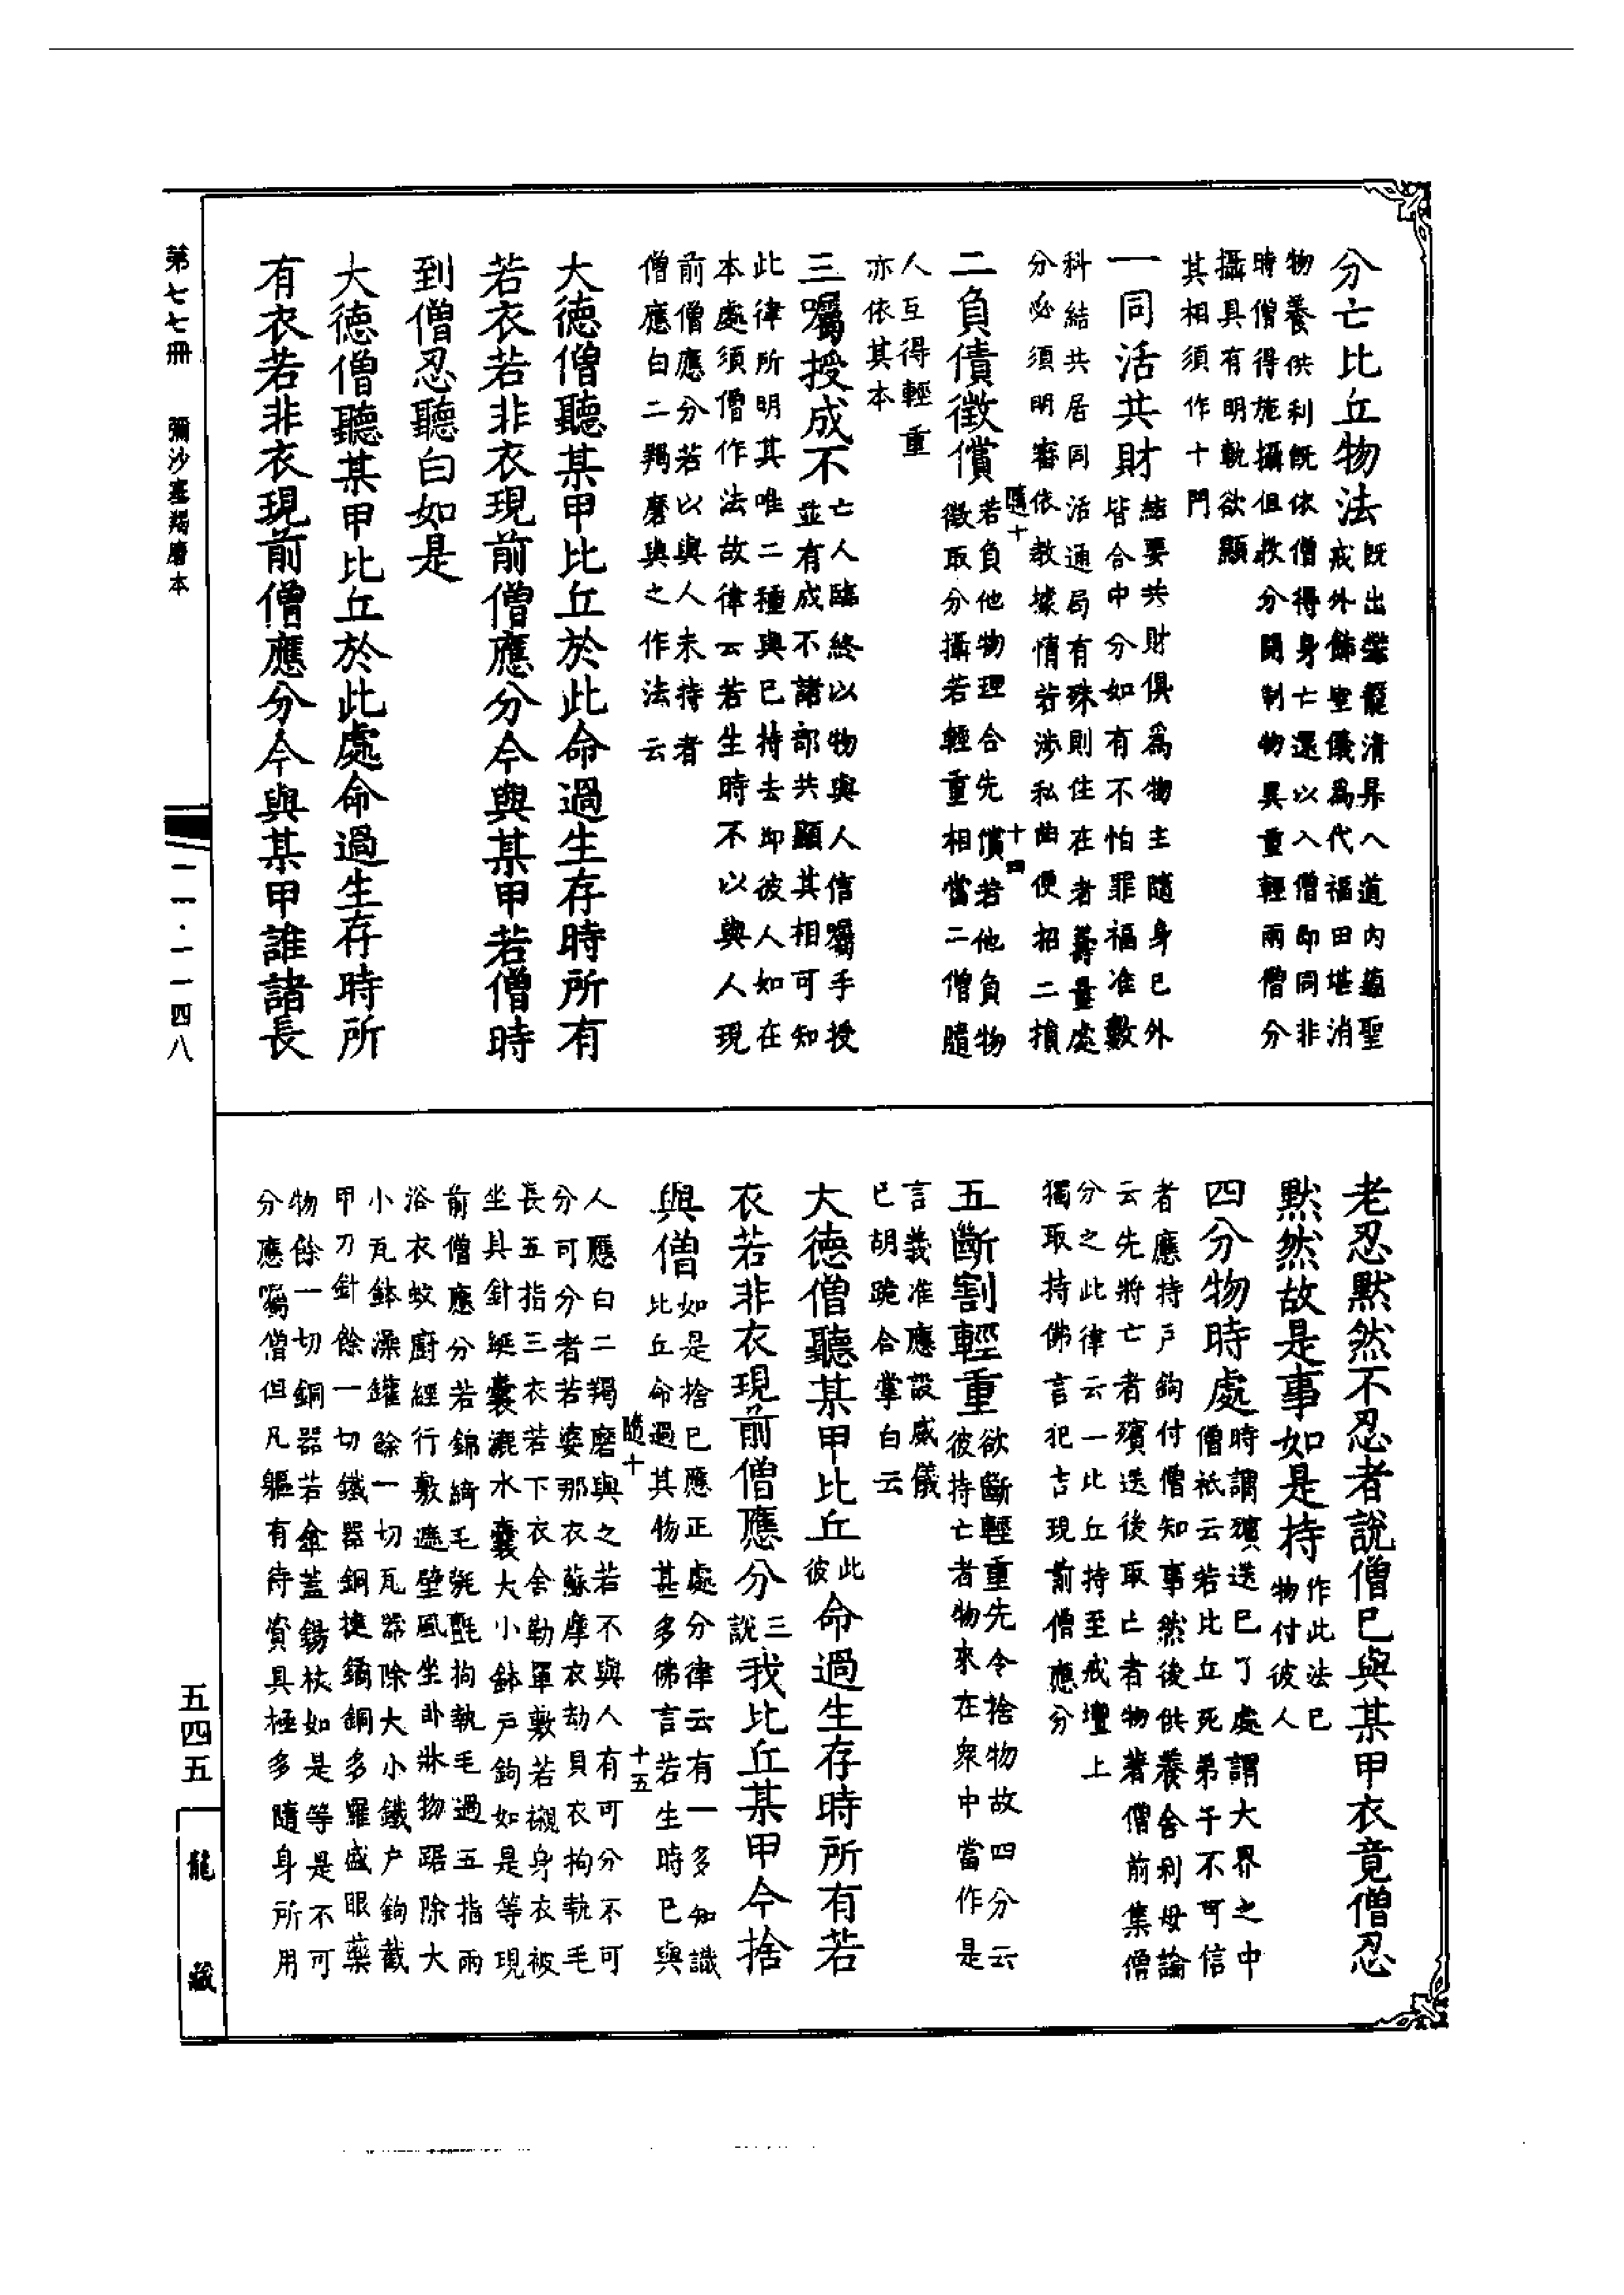 分亡比丘物法既出樊籠清昇入道內蘊聖
戒外飾聖儀為代福田堪消
物養供利既依僧得身亡還以入僧即同非
時僧得施攝但教分開制物異重輕兩僧分
攝具有明軌欲顯
其相須作十門
一同活共財結要共財俱為物主隨身已外
皆合中分如有不怕罪福准數
科結共居同活通局有殊則住在者籌量處
分必須明審依教據情若涉私曲便招二損
二負債徵償若負他物理合先償若他負物
徵取分攝若輕重相當二僧隨
人互得輕重
亦依其本
三囑授成不亡人臨終以物與人信囑手授
並有成不諸部共顯其相可知
此律所明其唯二種與已持去即彼人如在
本處須僧作法故律云若生時不以與人現
前僧應分若以與人未持者
僧應白二羯磨與之作法云
大德僧聽某甲比丘於此命過生存時所有
若衣若非衣現前僧應分今與某甲若僧時
到僧忍聽白如是
大德僧聽某甲比丘於此處命過生存時所
有衣若非衣現前僧應分今與某甲誰諸長
隨十
十四
第七七冊 彌沙塞羯磨本
一一·一一四八
老忍默然不忍者說僧已與某甲衣竟僧忍
默然故是事如是持作此法已
物付彼人
四分物時處時謂殯送已了處謂大界之中
僧祇云若比丘死弟子不可信
者應持戶鉤付僧知事然後供養舍利母論
云先將亡者殯送後取亡者物著僧前集僧
分之此律云一比丘持至戒壇上
獨取持佛言犯吉現前僧應分
五斷割輕重欲斷輕重先令捨物故四分云
彼持亡者物來在眾中當作是
言義准應設威儀
已胡跪合掌白云
大德僧聽某甲比丘此
彼命過生存時所有若
衣若非衣現前僧應分三
說我比丘某甲今捨
與僧如是捨已應正處分律云有一多知識
比丘命過其物甚多佛言若生時已與
隨十
十五
人應白二羯磨與之若不與人有可分不可
分可分者若婆那衣蘇摩衣劫貝衣拘執毛
長五指三衣若下衣舍勒單敷若襯身衣被
坐具針綖囊漉水囊大小鉢戶鉤如是等現
前僧應分若錦綺毛毾㲪拘執毛過五指雨
浴衣蚊廚經行敷遮壁風坐臥牀物踞除大
小瓦鉢澡罐餘一切瓦器除大小鐵戶鉤截
甲刀針餘一切鐵器銅揵鎡銅多羅盛眼藥
物餘一切銅器若傘蓋錫杖如是等是不可
分應囑僧但凡軀有待資具極多隨身所用
五四五
龍藏